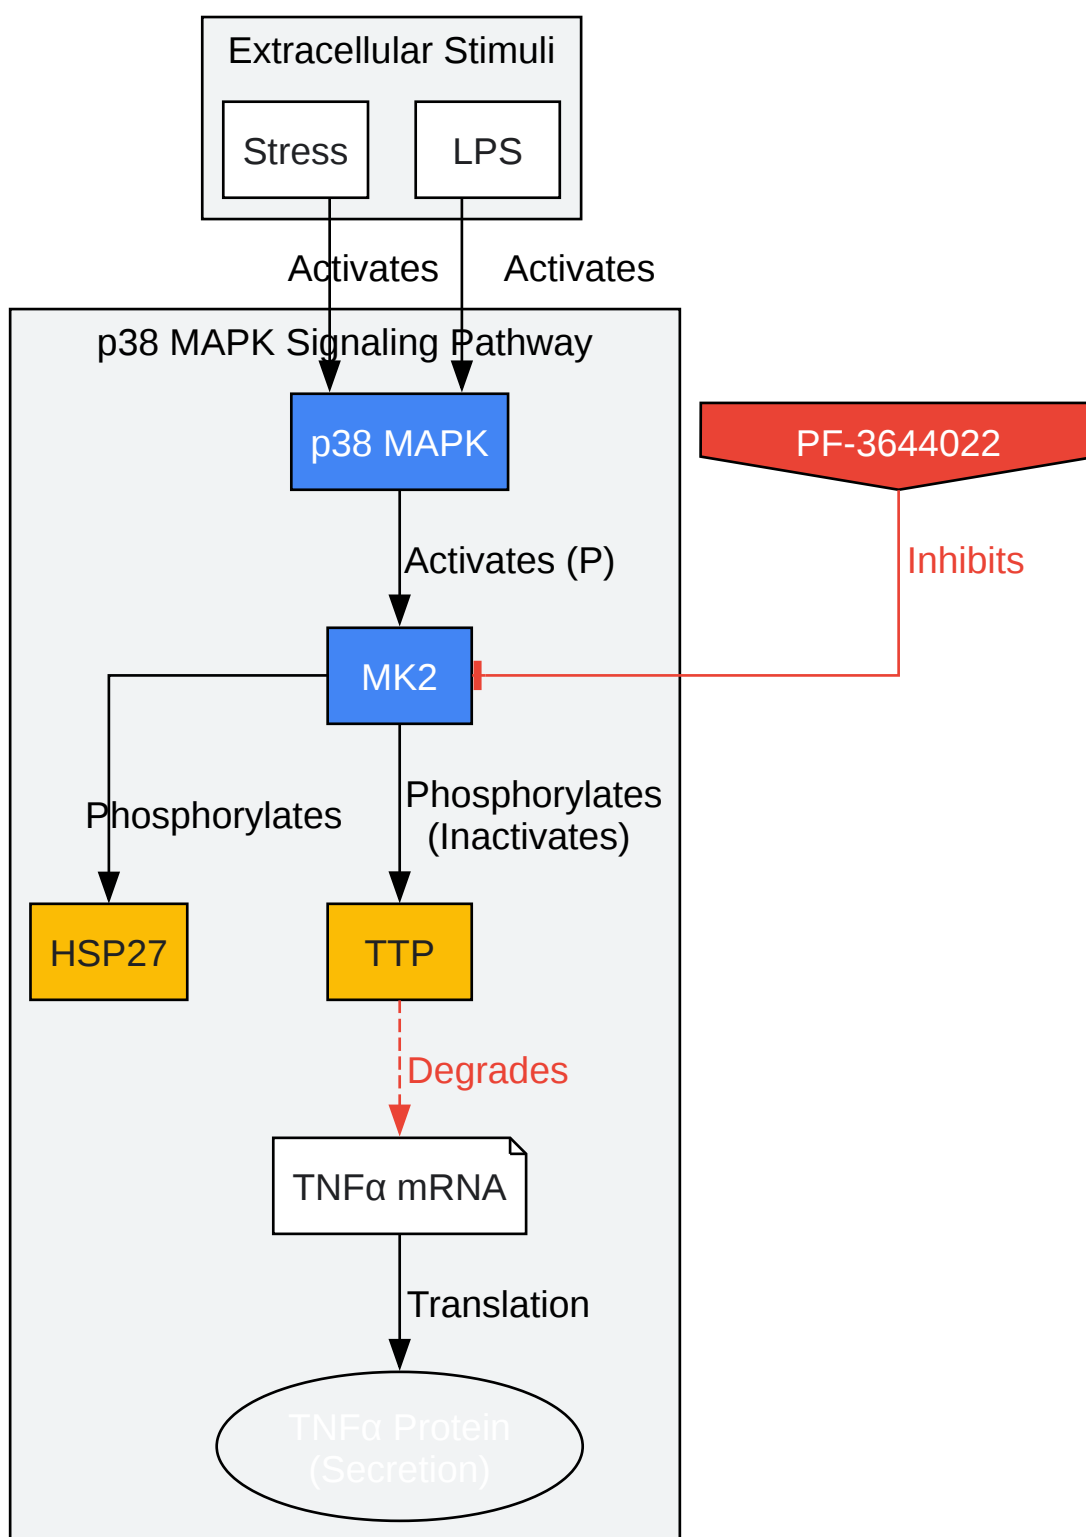 Extracellular Stimuli
Stress
LPS
Activates
Activates
p38 MAPK Signaling Pathway
p38 MAPK
PF-3644022
Activates (P)
Inhibits
MK2
Phosphorylates
Phosphorylates
(Inactivates)
HSP27
TTP
Degrades
TNFα mRNA
Translation
TNFα Protein
(Secretion)